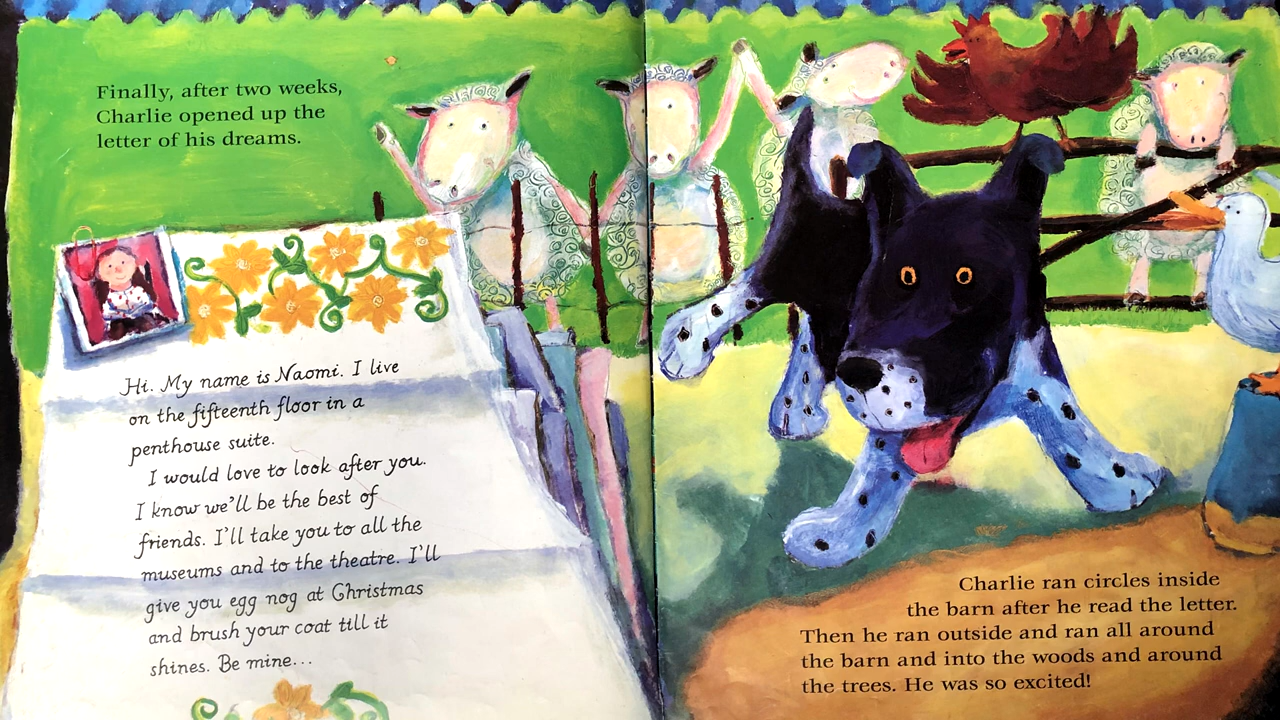 Finally, after two weeks,
Charlie opened up the
letter of his dreams.
Hi. My name is Naomi. I live
on the fifteenth floor in a
penthouse suite.
I would love to look after you.
I know we'll be the best of
friends. I'll take you to all the
museums and to the theatre. I'll
give you egg nog at Christmas
and brush your coat till it
shines. Be mine...
Charlie ran circles inside
the barn after he read the letter.
Then he ran outside and ran all around
the barn and into the woods and around
the trees. He was so excited!